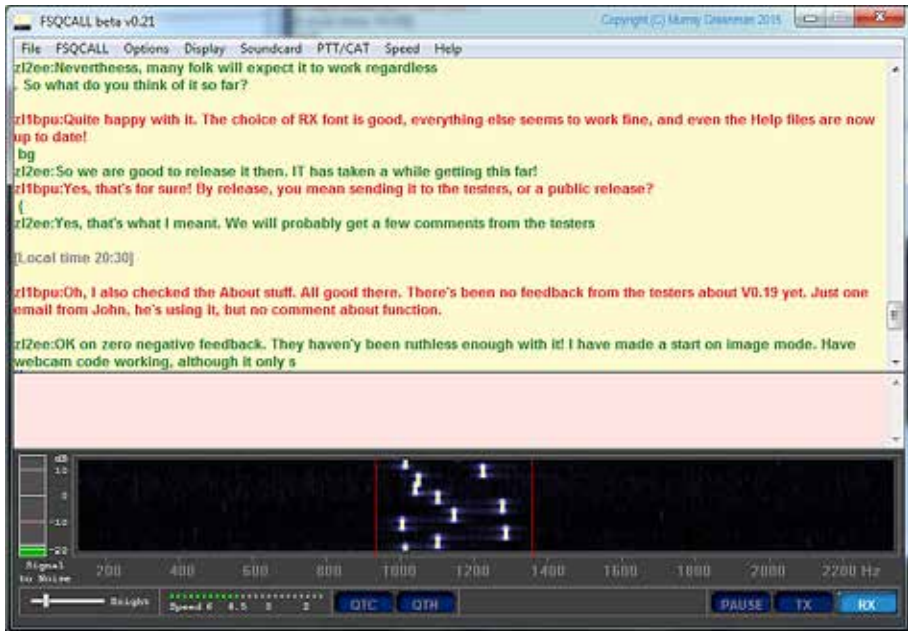 FSQCALL beta v0.21
Copyright (C) Murray Greenman 2015
File FSQCALL Options Display Soundcard PTT/CAT Speed Help
zl2ee:Nevertheess, many folk will expect it to work regardless
. So what do you think of it so far?
zl1bpu:Quite happy with it. The choice of RX font is good, everything else seems to work fine, and even the Help files are now
up to date!
bg
zl2ee:So we are good to release it then. IT has taken a while getting this far!
zl1bpu:Yes, that's for sure! By release, you mean sending it to the testers, or a public release?
(
zl2ee:Yes, that's what I meant. We will probably get a few comments from the testers
[Local time 20:30]
zl1bpu:Oh, I also checked the About stuff. All good there. There's been no feedback from the testers about V0.19 yet. Just one
email from John, he's using it, but no comment about function.
zl2ee:OK on zero negative feedback. They haven'y been ruthless enough with it! I have made a start on image mode. Have
webcam code working, although it only s
dB
10
0
-10
-20
Signal
to Noise
200 400 600 800 1000 1200 1400 1600 1800 2000 2200 Hz
Bright
Speed 6 4.5 3 2
QTC QTH
PAUSE TX RX